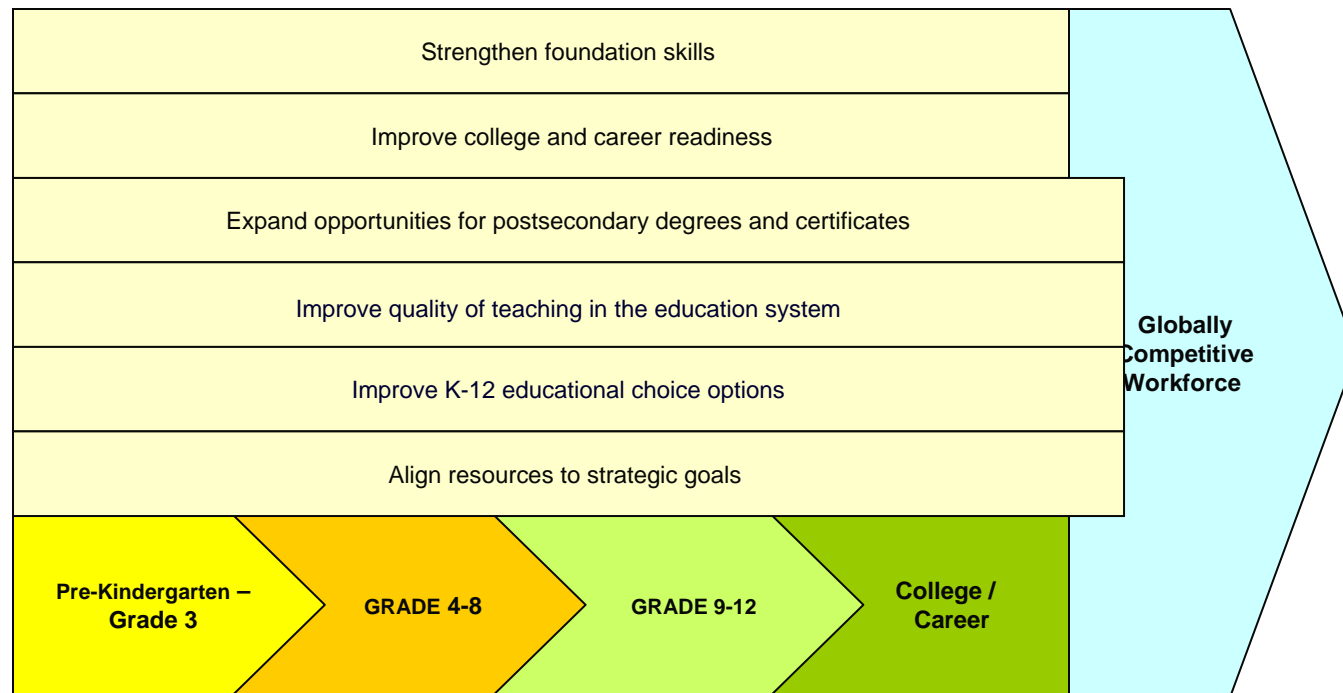 Strengthen foundation skills
Improve college and career readiness
Expand opportunities for postsecondary degrees and certificates
Improve quality of teaching in the education system
Improve K-12 educational choice options
Align resources to strategic goals
Globally
Competitive
Workforce
Pre-Kindergarten –
Grade 3
GRADE 4-8
GRADE 9-12
College /
Career